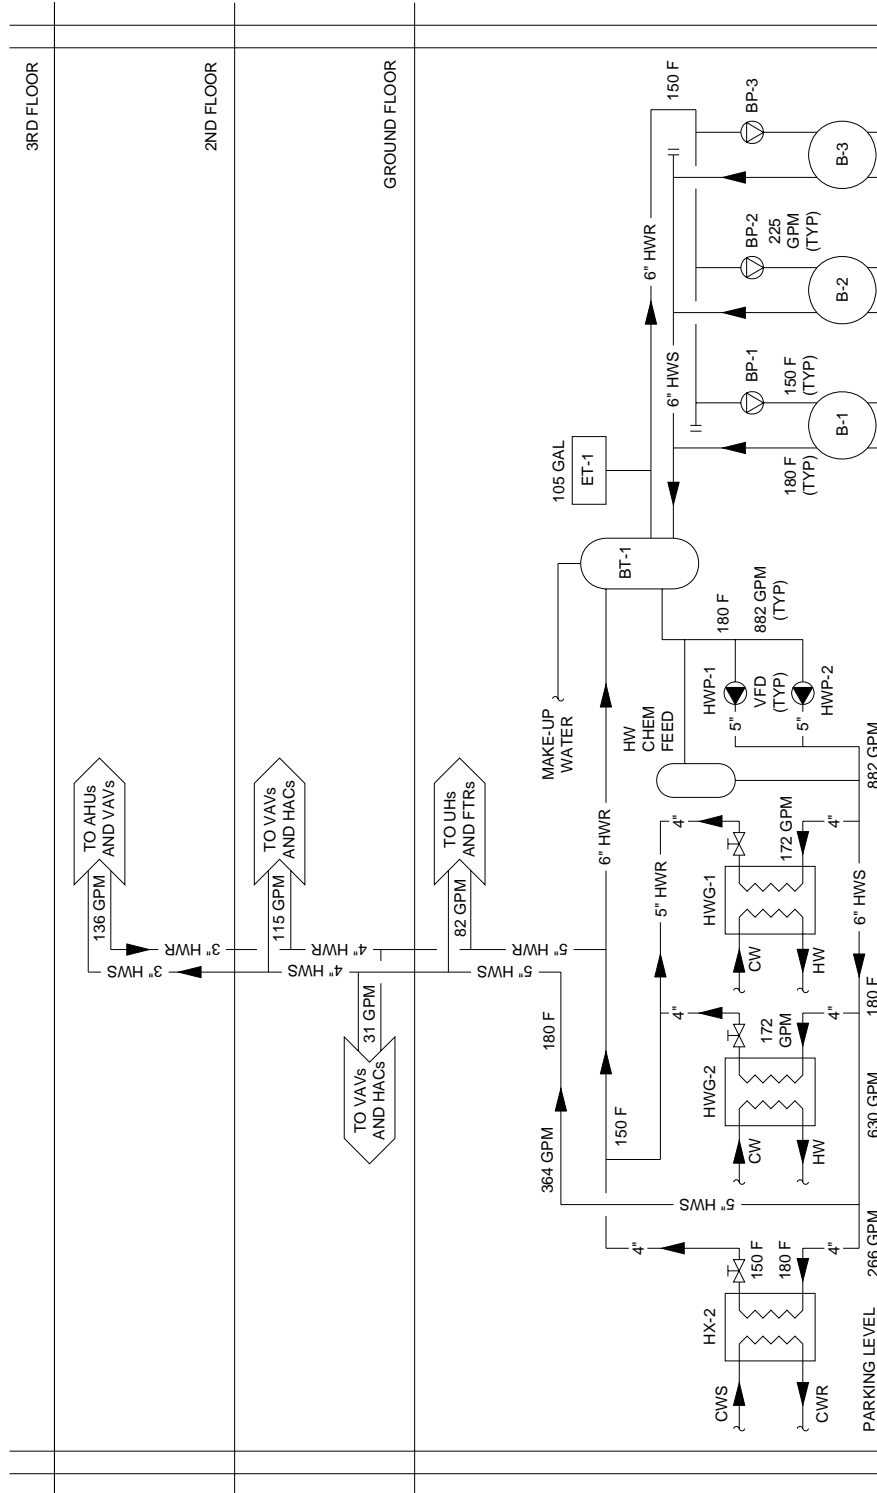 3RD FLOOR
2ND FLOOR
GROUND FLOOR
TO AHUs
AND VAVs
136 GPM
3" HWS
3" HWR
TO VAVs
AND HACs
115 GPM
4" HWS
4" HWR
TO VAVs
AND HACs
31 GPM
TO UHs
AND FTRs
82 GPM
5" HWS
5" HWR
180 F
364 GPM
150 F
6" HWR
MAKE-UP
WATER
BT-1
105 GAL
ET-1
6" HWR
150 F
6" HWS
BP-1
BP-2
BP-3
225
GPM
(TYP)
180 F
(TYP)
150 F
(TYP)
B-1
B-2
B-3
HW
CHEM
FEED
180 F
882 GPM
(TYP)
HWP-1
VFD
(TYP)
HWP-2
5"
5"
882 GPM
5" HWR
4"
HWG-1
172 GPM
4"
CW
HW
6" HWS
180 F
4"
HWG-2
172
GPM
4"
CW
HW
630 GPM
5" HWS
4"
HX-2
150 F
180 F
4"
266 GPM
CWS
CWR
PARKING LEVEL